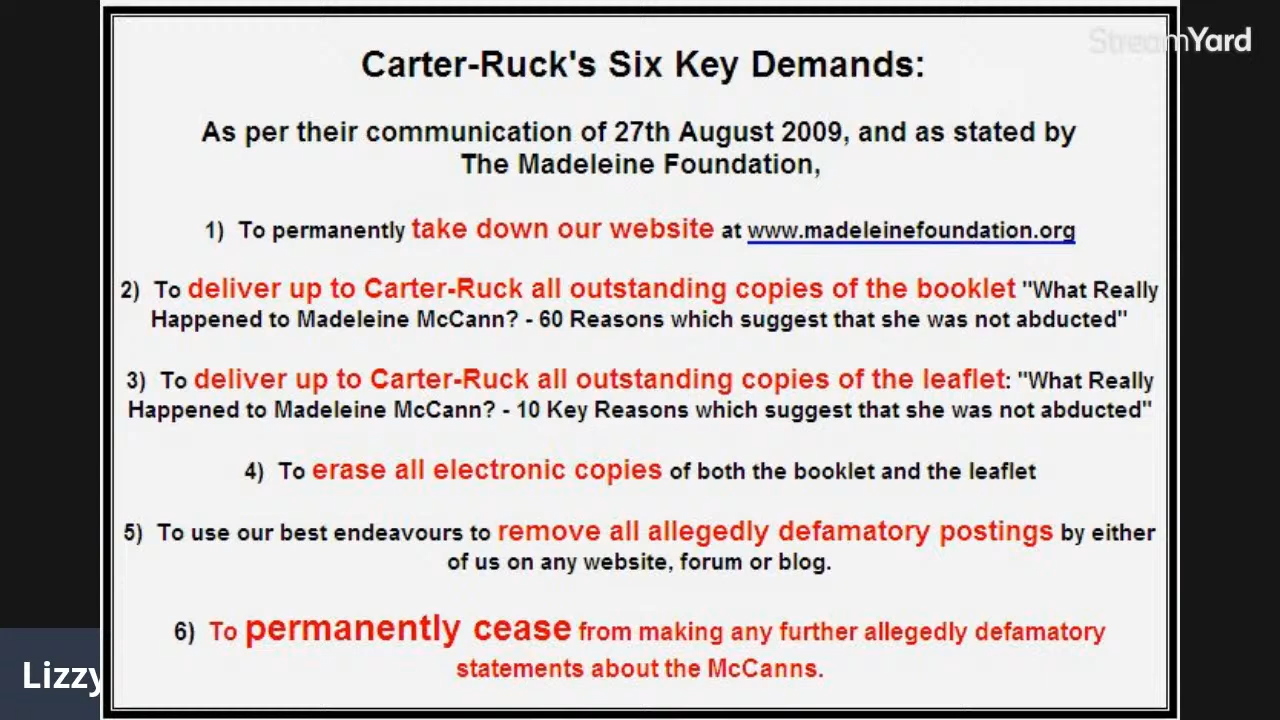 StreamYard
Carter-Ruck's Six Key Demands:
As per their communication of 27th August 2009, and as stated by
The Madeleine Foundation,
1) To permanently take down our website at www.madeleinefoundation.org
2) To deliver up to Carter-Ruck all outstanding copies of the booklet "What Really
Happened to Madeleine McCann? - 60 Reasons which suggest that she was not abducted"
3) To deliver up to Carter-Ruck all outstanding copies of the leaflet: "What Really
Happened to Madeleine McCann? - 10 Key Reasons which suggest that she was not abducted"
4) To erase all electronic copies of both the booklet and the leaflet
5) To use our best endeavours to remove all allegedly defamatory postings by either
of us on any website, forum or blog.
6) To permanently cease from making any further allegedly defamatory
statements about the McCanns.
Lizzy